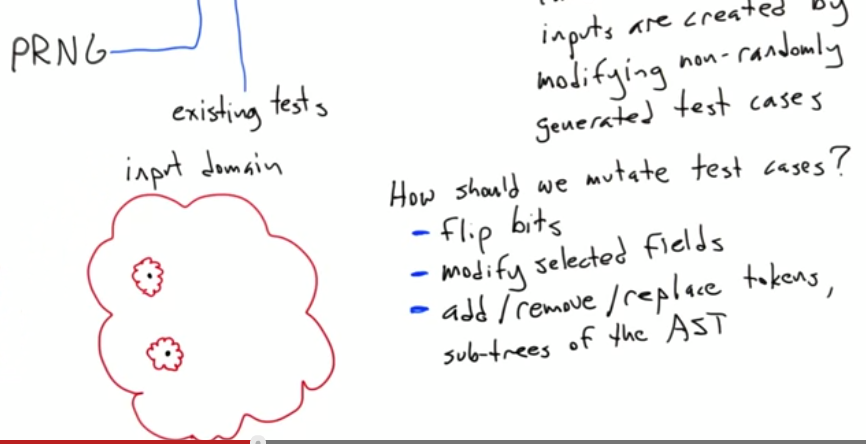 PRNG
existing tests
input domain
inputs are created by
modifying non-randomly
generated test cases
How should we mutate test cases?
- flip bits
- modify selected fields
- add/remove/replace tokens,
sub-trees of the AST